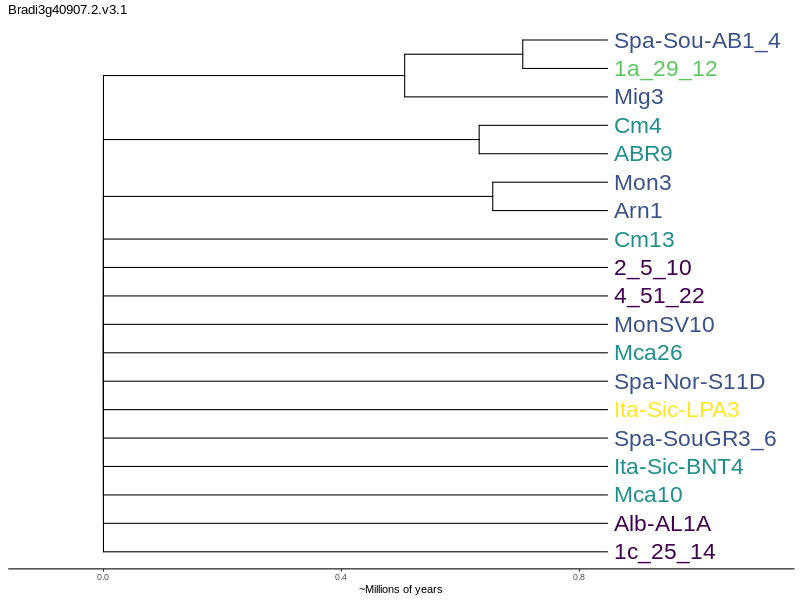 Bradi3g40907.2.v3.1
Spa-Sou-AB1_4
1a_29_12
Mig3
Cm4
ABR9
Mon3
Arn1
Cm13
2_5_10
4_51_22
MonSV10
Mca26
Spa-Nor-S11D
Ita-Sic-LPA3
Spa-SouGR3_6
Ita-Sic-BNT4
Mca10
Alb-AL1A
1c_25_14
0.0 0.4 0.8
~Millions of years